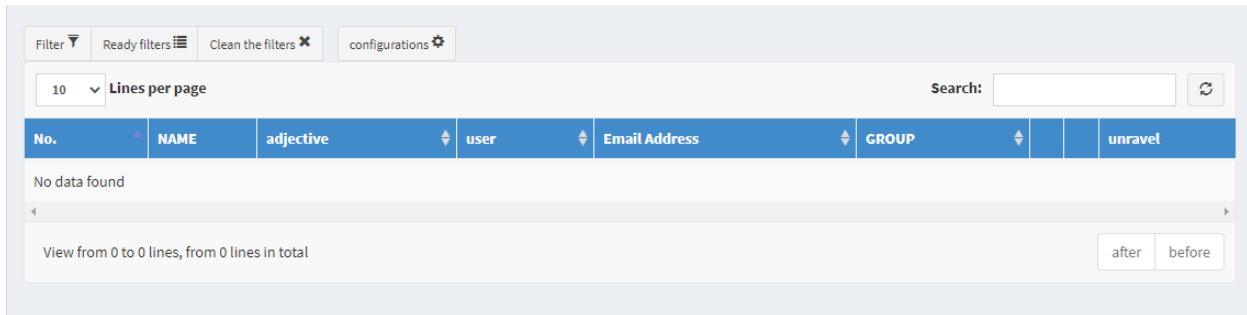 Filter Ready filters Clean the filters configurations
10 Lines per page Search:
No. NAME adjective user Email Address GROUP unravel
No data found
View from 0 to 0 lines, from 0 lines in total after before